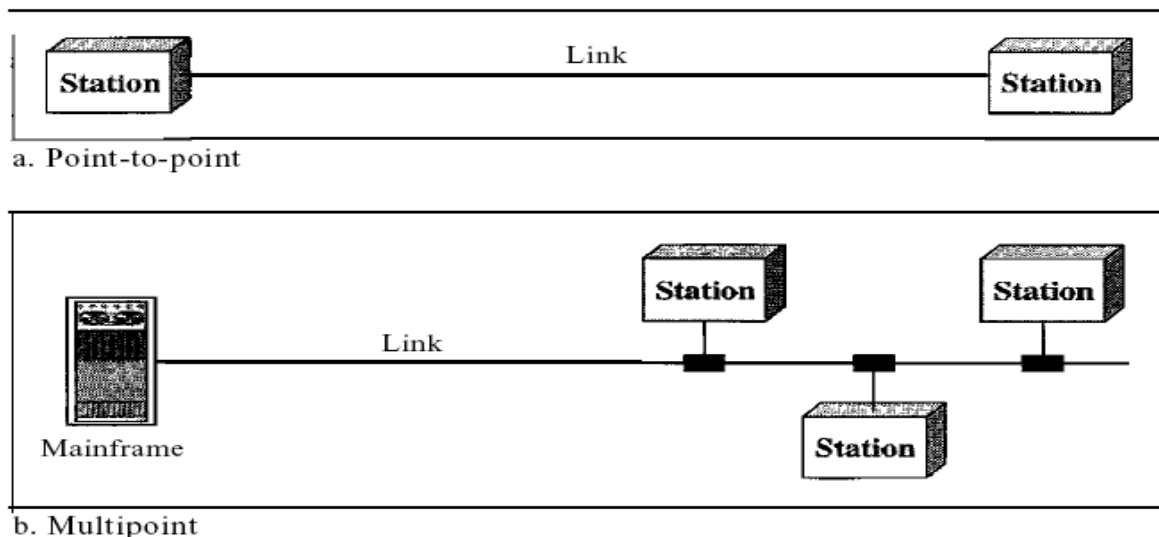 Link
Station
Station
a. Point-to-point
Station
Station
Link
Mainframe
Station
b. Multipoint